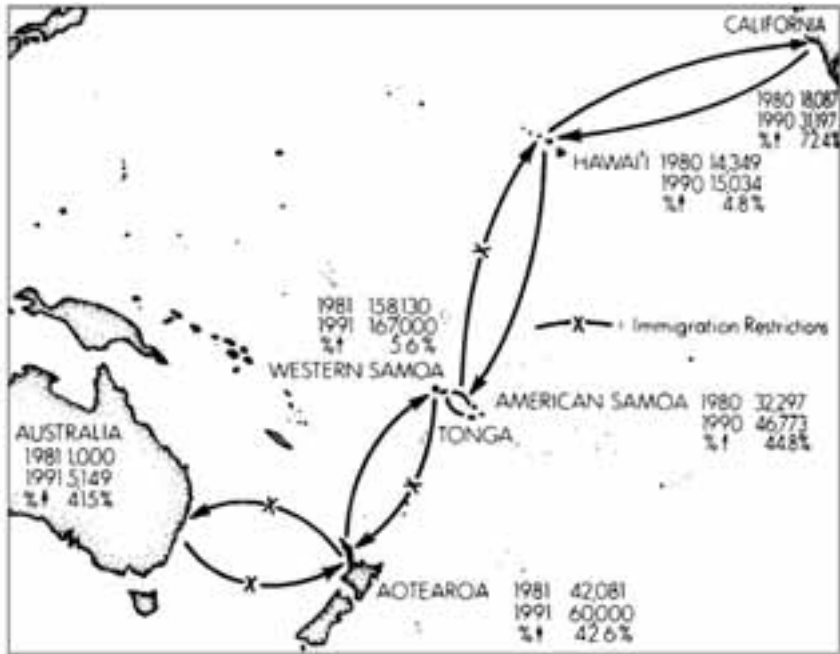 CALIFORNIA
1980 18,087
1990 31,197
%↑ 72.4%
HAWAI'I 1980 14,349
1990 15,034
%↑ 4.8%
1981 158,130
1991 167,000
%↑ 5.6%
WESTERN SAMOA
X = Immigration Restrictions
AMERICAN SAMOA 1980 32,297
1990 46,773
%↑ 44.8%
TONGA
AUSTRALIA
1981 1,000
1991 5,149
%↑ 415%
AOTEAROA 1981 42,081
1991 60,000
%↑ 42.6%
X
X
X
X